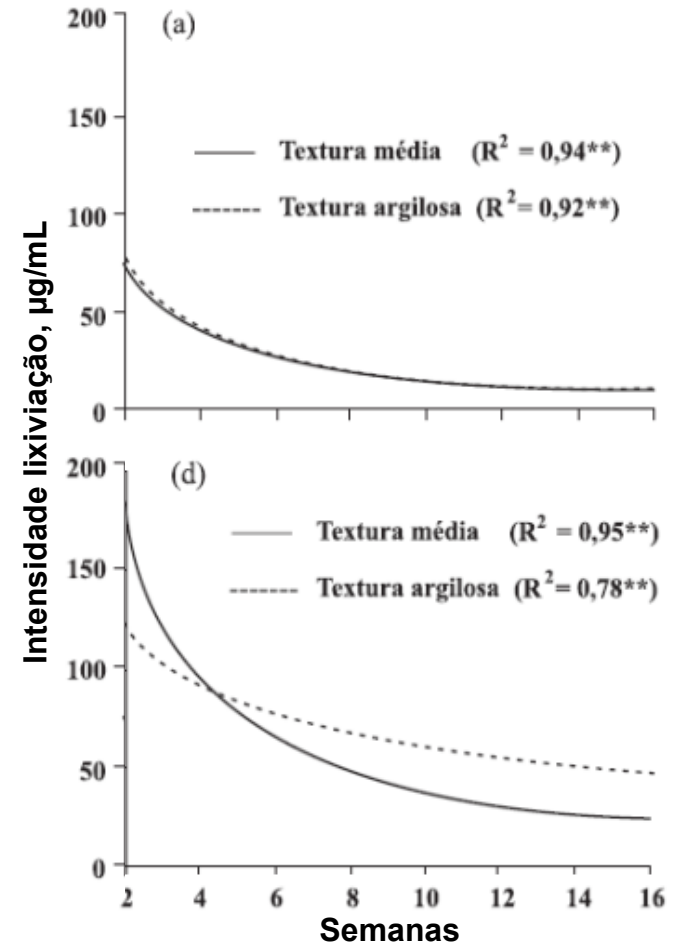 Intensidade lixiviação, µg/mL
(a)
200
150
100
50
0
Textura média (R² = 0,94**)
Textura argilosa (R²= 0,92**)
(d)
200
150
100
50
0
Textura média (R² = 0,95**)
Textura argilosa (R²= 0,78**)
2 4 6 8 10 12 14 16
Semanas